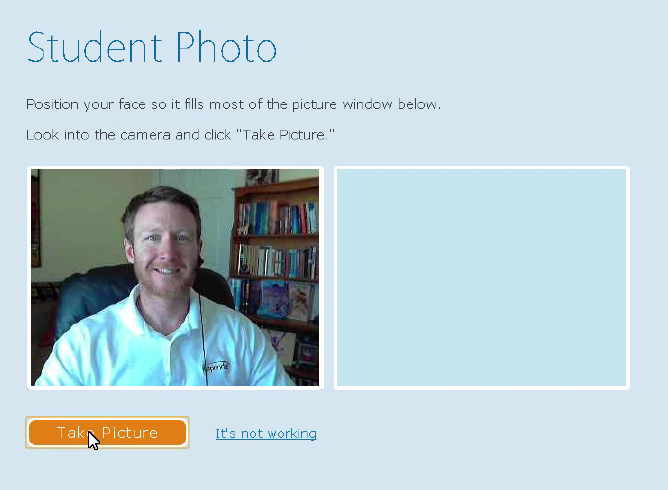 Student Photo
Position your face so it fills most of the picture window below.
Look into the camera and click "Take Picture."
Take Picture
It's not working